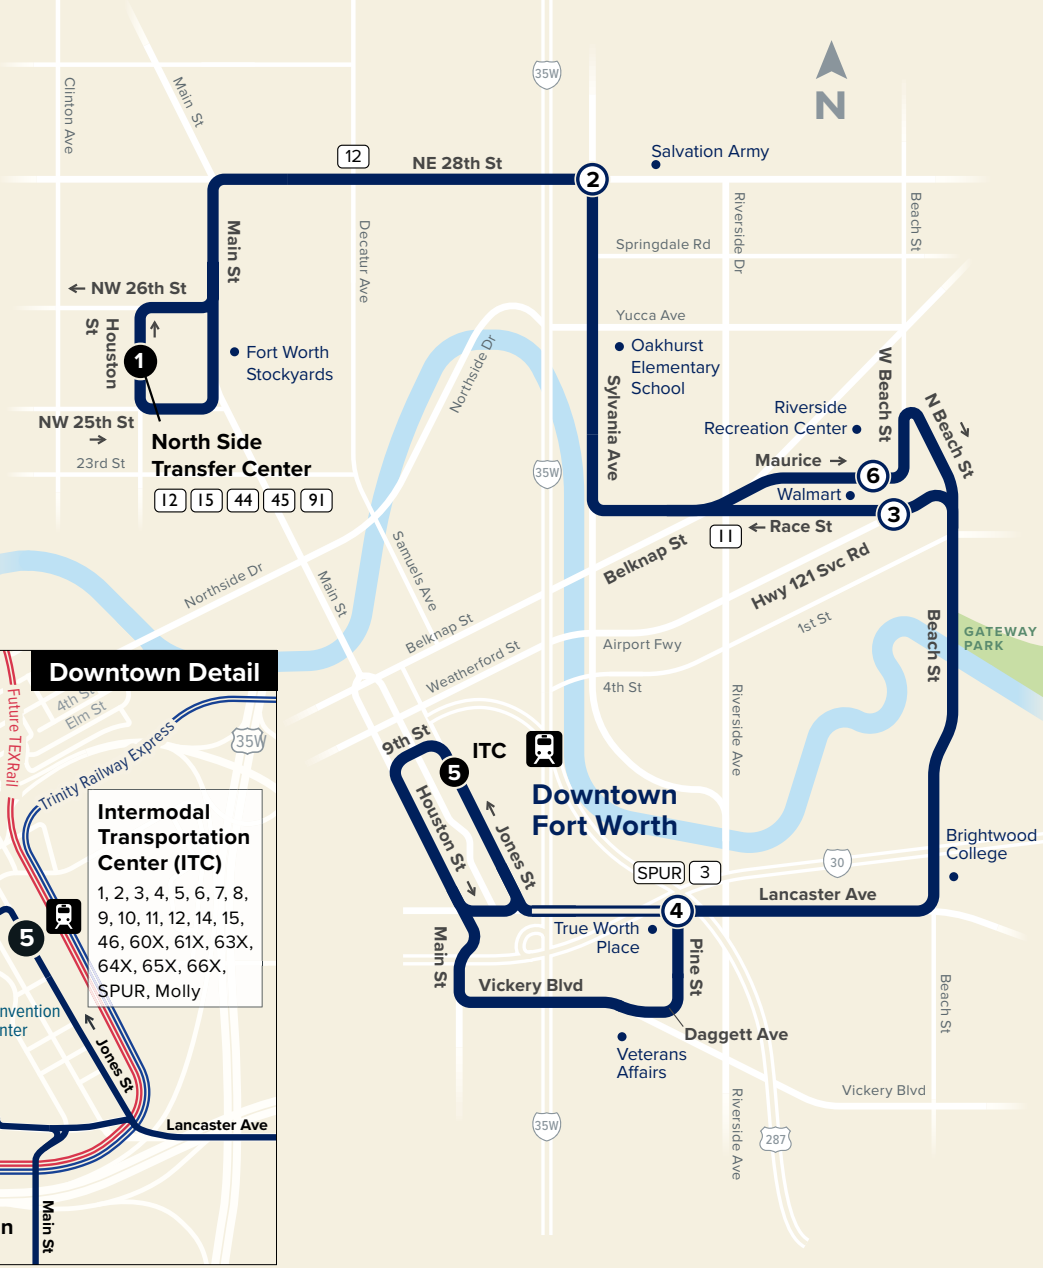 35W
N
Clinton Ave
Main St
12
NE 28th St
2
Salvation Army
Main St
Decatur Ave
Riverside Dr
Beach St
Springdale Rd
← NW 26th St
Houston St
1
Fort Worth
Stockyards
Yucca Ave
Oakhurst
Elementary
School
Northside Dr
Sylvania Ave
W Beach St
N Beach St →
Riverside
Recreation Center
NW 25th St
→
23rd St
North Side
Transfer Center
12 15 44 45 91
35W
Maurice →
6
Walmart
3
← Race St
11
Belknap St
Hwy 121 Svc Rd
Samuels Ave
Northside Dr
Main St
Belknap St
Weatherford St
1st St
Airport Fwy
4th St
Beach St
GATEWAY
PARK
Riverside Ave
9th St
ITC
5
Downtown
Fort Worth
Houston St →
← Jones St
30
Brightwood
College
SPUR 3
Lancaster Ave
4
True Worth
Place
Main St
Pine St
Vickery Blvd
Daggett Ave
Veterans
Affairs
Beach St
Vickery Blvd
Riverside Ave
35W
287
Downtown Detail
Future TEXRail
4th St
Elm St
Trinity Railway Express
35W
Intermodal
Transportation
Center (ITC)
1, 2, 3, 4, 5, 6, 7, 8,
9, 10, 11, 12, 14, 15,
46, 60X, 61X, 63X,
64X, 65X, 66X,
SPUR, Molly
5
nvention
nter
← Jones St
Lancaster Ave
Main St
n